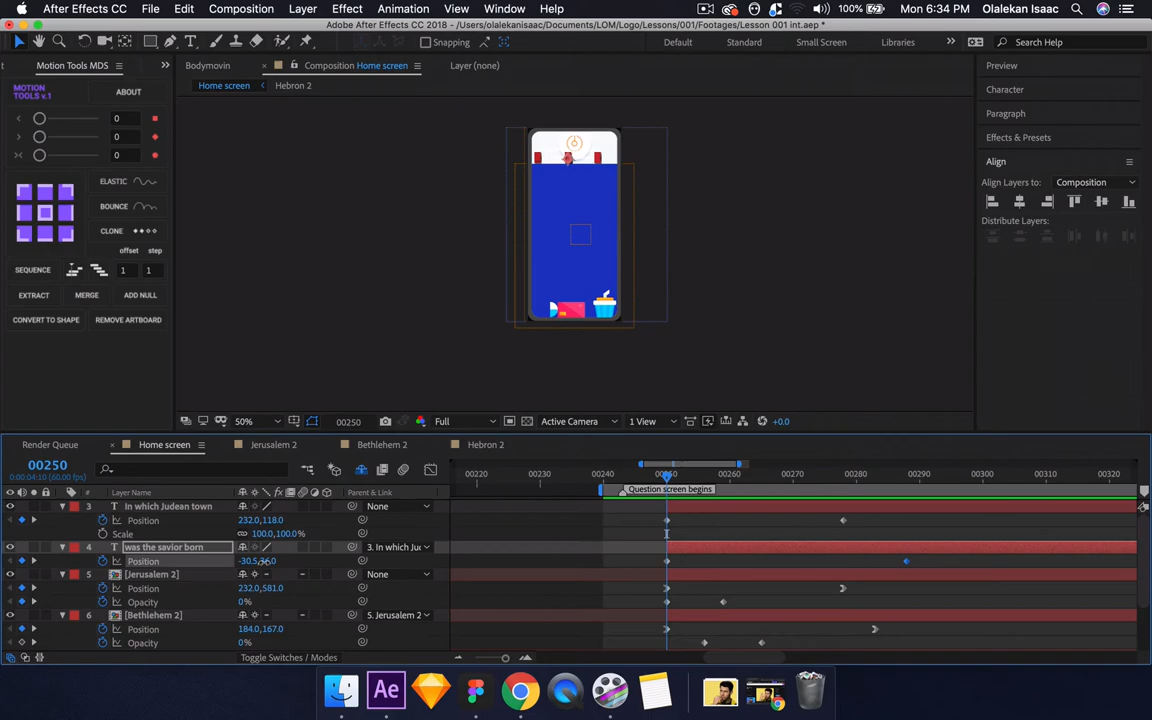 After Effects CC File Edit Composition Layer Effect Animation View Window Help 100% Mon 6:34 PM Olalekan Isaac
Adobe After Effects CC 2018 - /Users/olalekanisaac/Documents/LOM/Logo/Lessons/001/Footages/Lesson 001 int.aep *
Snapping Default Standard Small Screen Libraries Search Help
Motion Tools MDS Bodymovin Composition Home screen Layer (none) Preview
Home screen Hebron 2
MOTION TOOLS v.1 ABOUT Character
0 Paragraph
0 Effects & Presets
0 Align
ELASTIC Align Layers to: Composition
BOUNCE
CLONE Distribute Layers:
offset step
SEQUENCE 1 1
EXTRACT MERGE ADD NULL
CONVERT TO SHAPE REMOVE ARTBOARD
50% 00250 Full Active Camera 1 View +0.0
Render Queue Home screen Jerusalem 2 Bethlehem 2 Hebron 2
00250
0:00:04:10 (60.00 fps)
00220 00230 00240 00250 00260 00270 00280 00290 00300 00310 00320
# Layer Name Parent & Link Question screen begins
3 T In which Judean town None
Position 232.0,118.0
Scale 100.0,100.0%
4 T was the savior born 3. In which Juc
Position
5 [Jerusalem 2] None
Position 232.0,581.0
Opacity 0%
6 [Bethlehem 2] 5. Jerusalem 2
Position 184.0,167.0
Opacity 0%
Toggle Switches / Modes